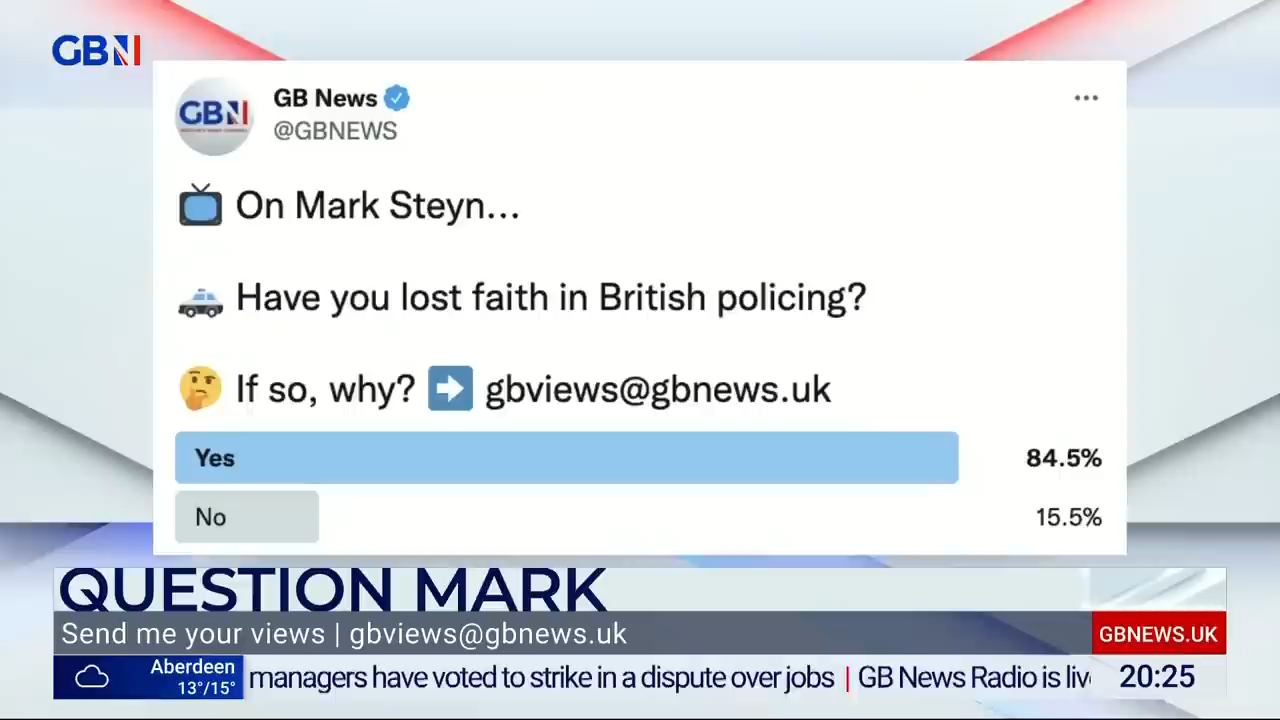 GBN
GBN
GB News
@GBNEWS
On Mark Steyn...
Have you lost faith in British policing?
If so, why? gbviews@gbnews.uk
Yes 84.5%
No 15.5%
QUESTION MARK
Send me your views | gbviews@gbnews.uk
GBNEWS.UK
Aberdeen
13°/15°
managers have voted to strike in a dispute over jobs | GB News Radio is
20:25